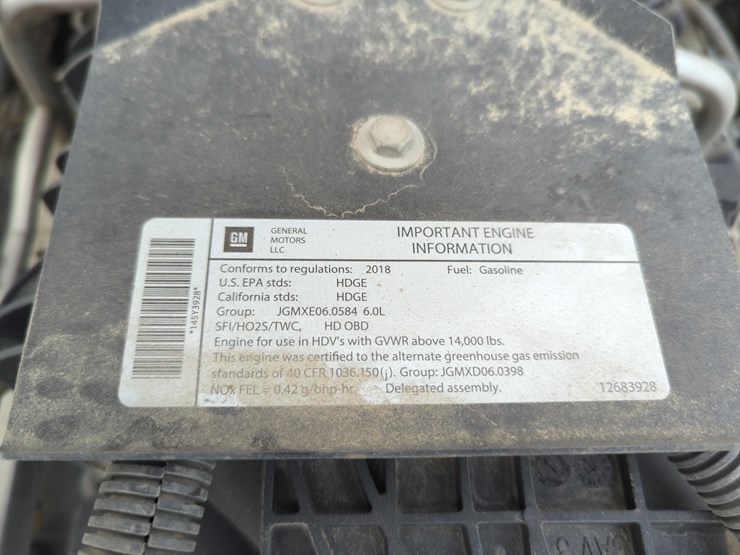 GM
GENERAL
MOTORS
LLC
IMPORTANT ENGINE
INFORMATION
*145Y3928*
Conforms to regulations: 2018 Fuel: Gasoline
U.S. EPA stds: HDGE
California stds: HDGE
Group: JGMXE06.0584 6.0L
SFI/HO2S/TWC, HD OBD
Engine for use in HDV's with GVWR above 14,000 lbs.
This engine was certified to the alternate greenhouse gas emission
standards of 40 CFR 1036.150(j). Group: JGMXD06.0398
NOx FEL = 0.42 g/bhp-hr. Delegated assembly. 12683928